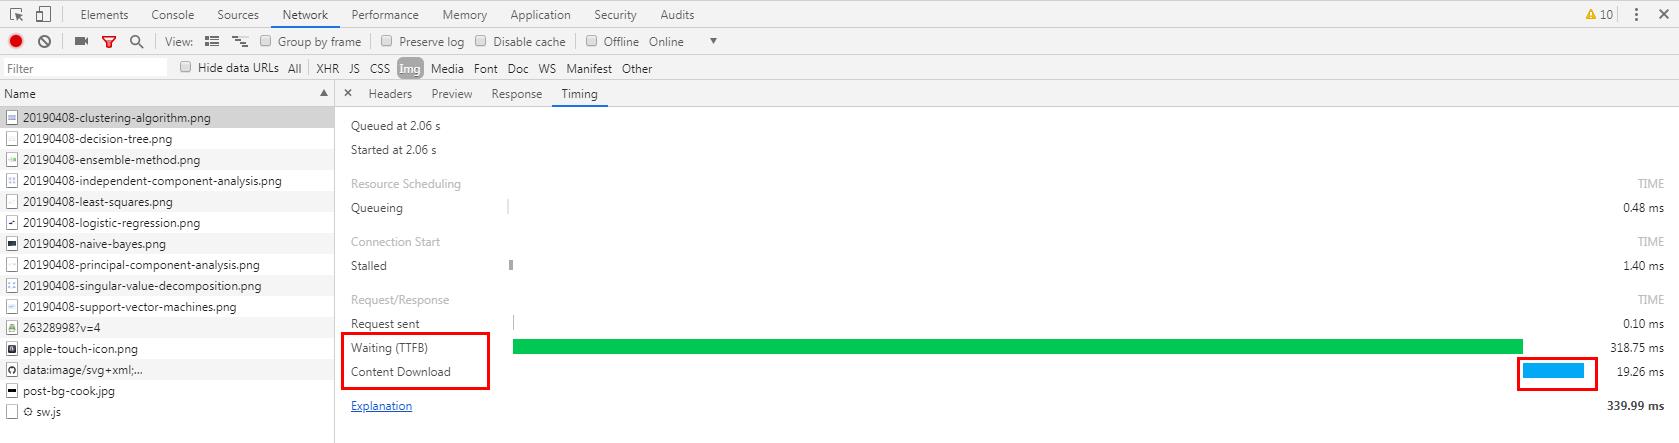 Elements Console Sources Network Performance Memory Application Security Audits 10
View: Group by frame Preserve log Disable cache Offline Online
Filter Hide data URLs All XHR JS CSS Img Media Font Doc WS Manifest Other
Name
Headers Preview Response Timing
20190408-clustering-algorithm.png
20190408-decision-tree.png
20190408-ensemble-method.png
20190408-independent-component-analysis.png
20190408-least-squares.png
20190408-logistic-regression.png
20190408-naive-bayes.png
20190408-principal-component-analysis.png
20190408-singular-value-decomposition.png
20190408-support-vector-machines.png
26328998?v=4
apple-touch-icon.png
data:image/svg+xml;...
post-bg-cook.jpg
sw.js
Queued at 2.06 s
Started at 2.06 s
Resource Scheduling TIME
Queueing 0.48 ms
Connection Start TIME
Stalled 1.40 ms
Request/Response TIME
Request sent 0.10 ms
Waiting (TTFB) 318.75 ms
Content Download 19.26 ms
Explanation 339.99 ms